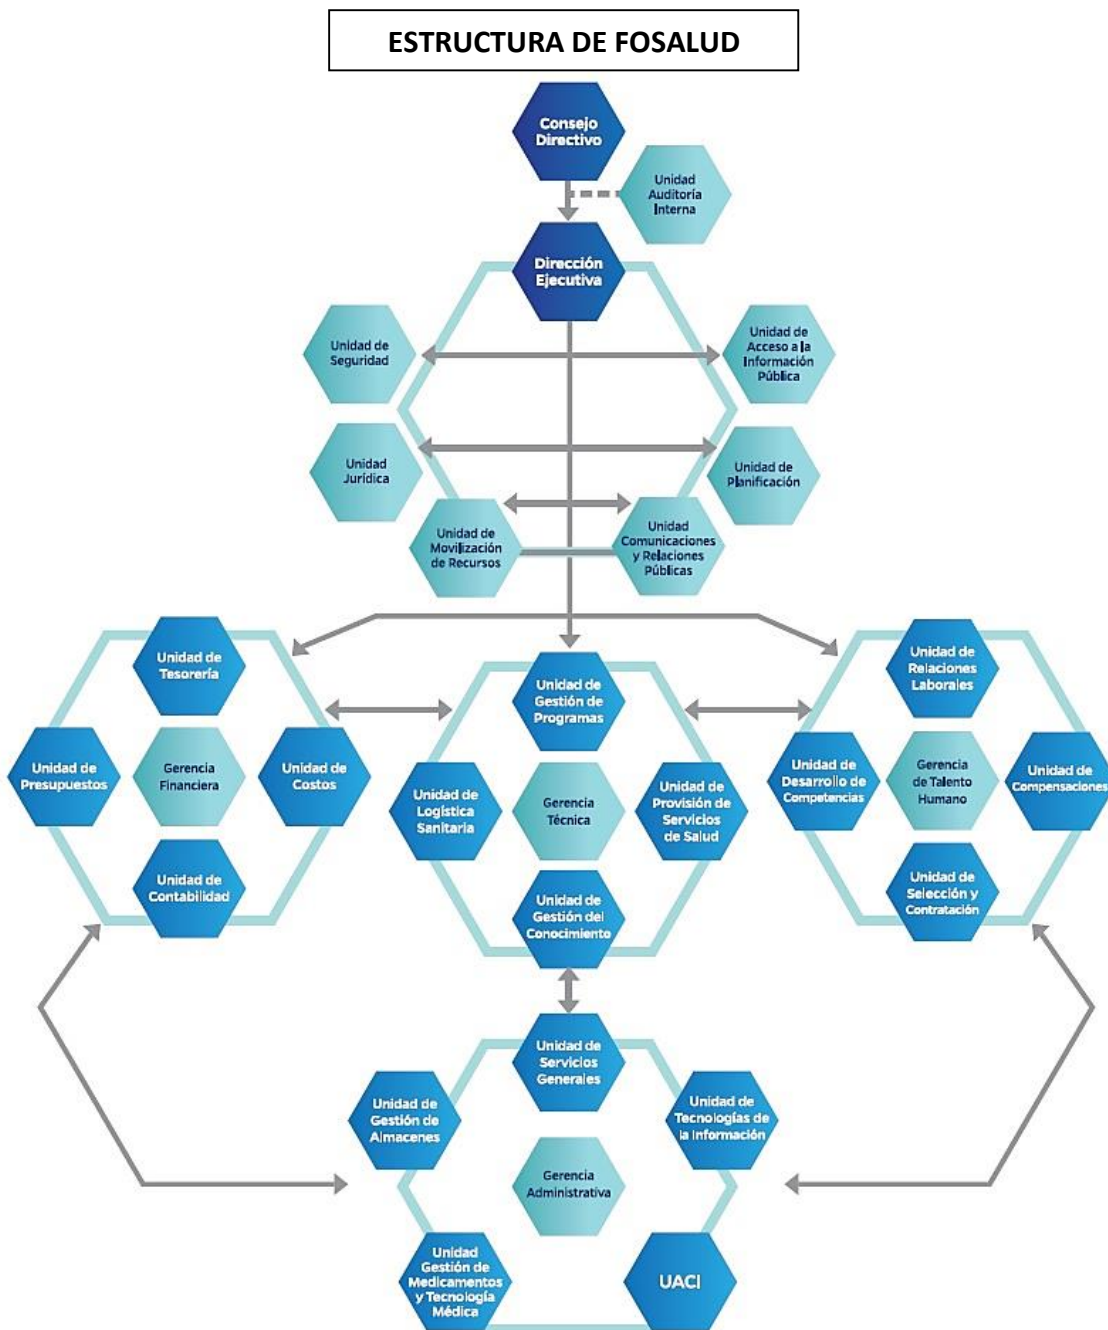 ESTRUCTURA DE FOSALUD
Consejo
Directivo
Unidad
Auditoría
Interna
Dirección
Ejecutiva
Unidad de
Seguridad
Unidad de
Acceso a la
Información
Pública
Unidad
Jurídica
Unidad de
Planificación
Unidad de
Movilización
de Recursos
Unidad
Comunicaciones
y Relaciones
Públicas
Unidad de
Tesorería
Unidad de
Presupuestos
Gerencia
Financiera
Unidad de
Costos
Unidad de
Contabilidad
Unidad de
Gestión de
Programas
Unidad de
Logística
Sanitaria
Gerencia
Técnica
Unidad de
Provisión de
Servicios
de Salud
Unidad de
Gestión del
Conocimiento
Unidad de
Relaciones
Laborales
Unidad de
Desarrollo de
Competencias
Gerencia
de Talento
Humano
Unidad de
Compensaciones
Unidad de
Selección y
Contratación
Unidad de
Servicios
Generales
Unidad de
Gestión de
Almacenes
Unidad de
Tecnologías de
la Información
Gerencia
Administrativa
Unidad
Gestión de
Medicamentos
y Tecnología
Médica
UACI